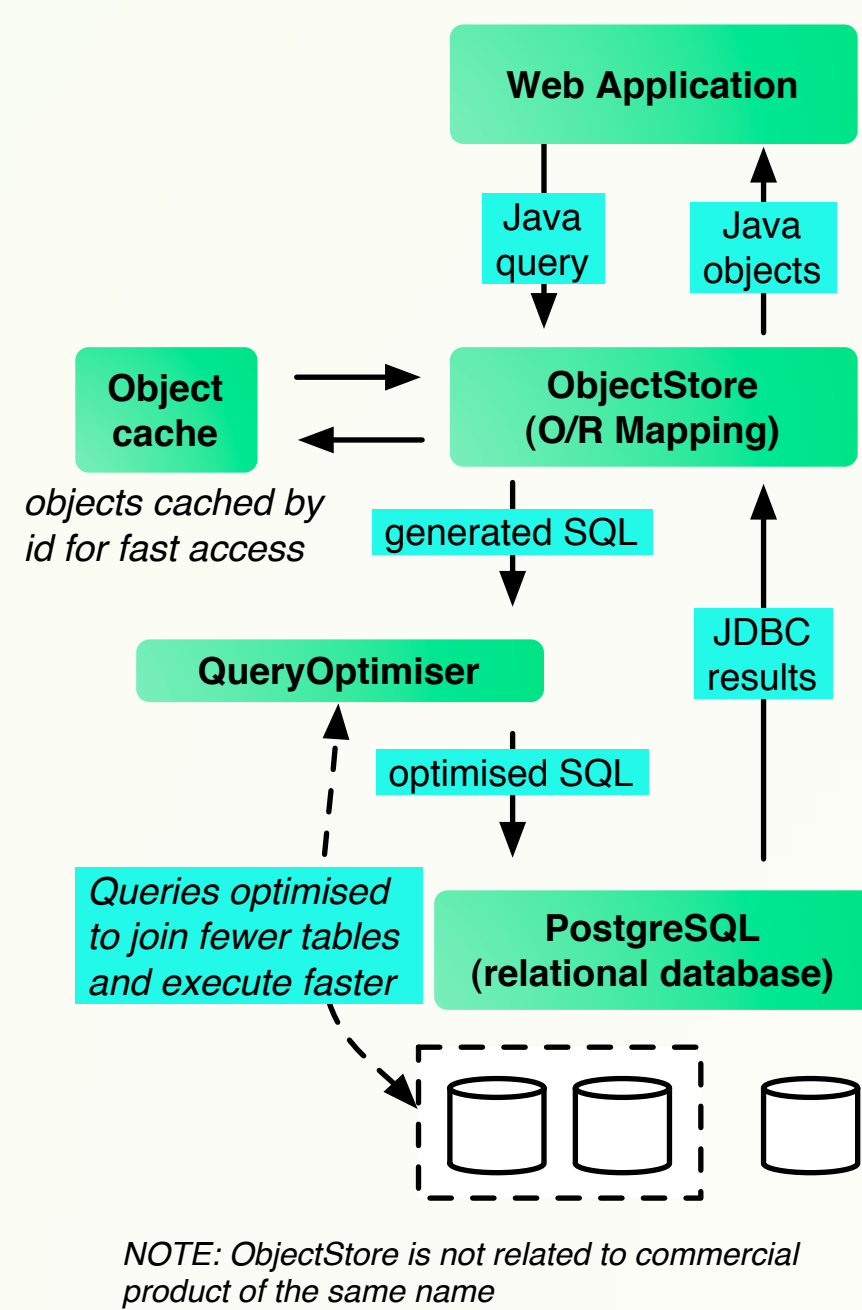 Web Application
Java
query
Java
objects
Object
cache
ObjectStore
(O/R Mapping)
objects cached by
id for fast access
generated SQL
QueryOptimiser
JDBC
results
optimised SQL
Queries optimised
to join fewer tables
and execute faster
PostgreSQL
(relational database)
NOTE: ObjectStore is not related to commercial
product of the same name